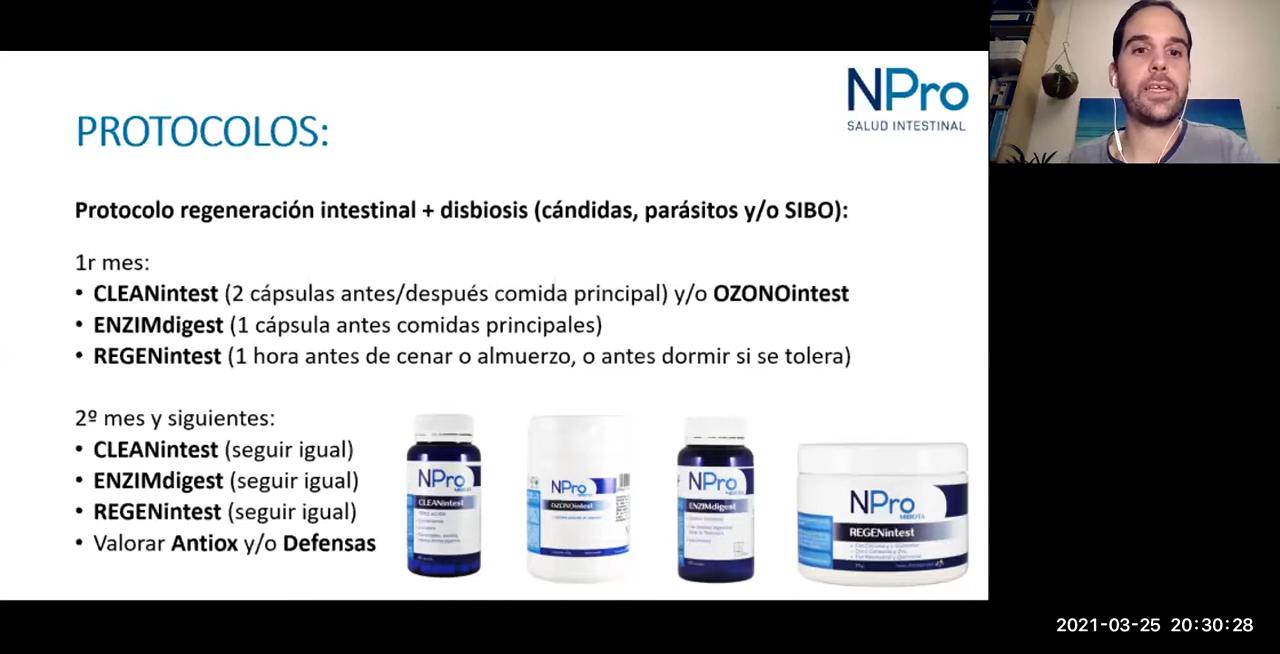 NPro
SALUD INTESTINAL
PROTOCOLOS:
Protocolo regeneración intestinal + disbiosis (cándidas, parásitos y/o SIBO):
1r mes:
• CLEANintest (2 cápsulas antes/después comida principal) y/o OZONOintest
• ENZIMdigest (1 cápsula antes comidas principales)
• REGENintest (1 hora antes de cenar o almuerzo, o antes dormir si se tolera)
2º mes y siguientes:
• CLEANintest (seguir igual)
• ENZIMdigest (seguir igual)
• REGENintest (seguir igual)
• Valorar Antiox y/o Defensas
NPro
CLEANintest
NPro
OZONOintest
NPro
ENZIMdigest
NPro
MIBIOTA
REGENintest
2021-03-25 20:30:28